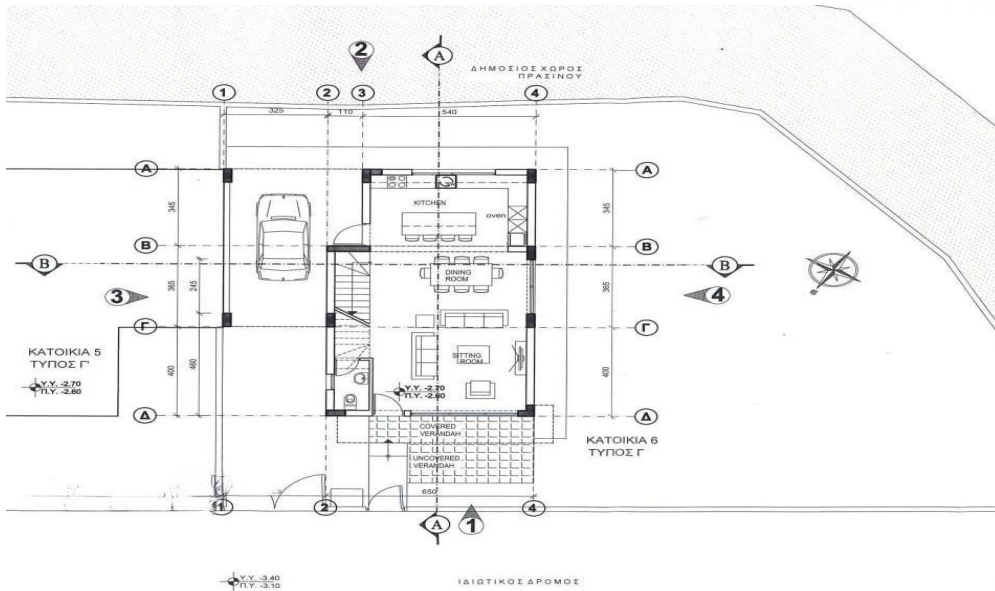 2
A
ΔΗΜΟΣΙΟΣ ΧΩΡΟΣ
ΠΡΑΣΙΝΟΥ
1
2
3
4
325
110
540
A
A
345
345
KITCHEN
oven
B
B
B
B
DINING
ROOM
365
245
365
3
4
Γ
Γ
ΚΑΤΟΙΚΙΑ 5
ΤΥΠΟΣ Γ'
SITTING
ROOM
400
460
400
Υ.Υ. -2.70
Π.Υ. -2.60
Υ.Υ. -2.70
Π.Υ. -2.60
Δ
Δ
COVERED
VERANDAH
ΚΑΤΟΙΚΙΑ 6
ΤΥΠΟΣ Γ
UNCOVERED
VERANDAH
650
1
2
4
A
1
Υ.Υ. -3.40
Π.Υ. -3.10
ΙΔΙΩΤΙΚΟΣ ΔΡΟΜΟΣ